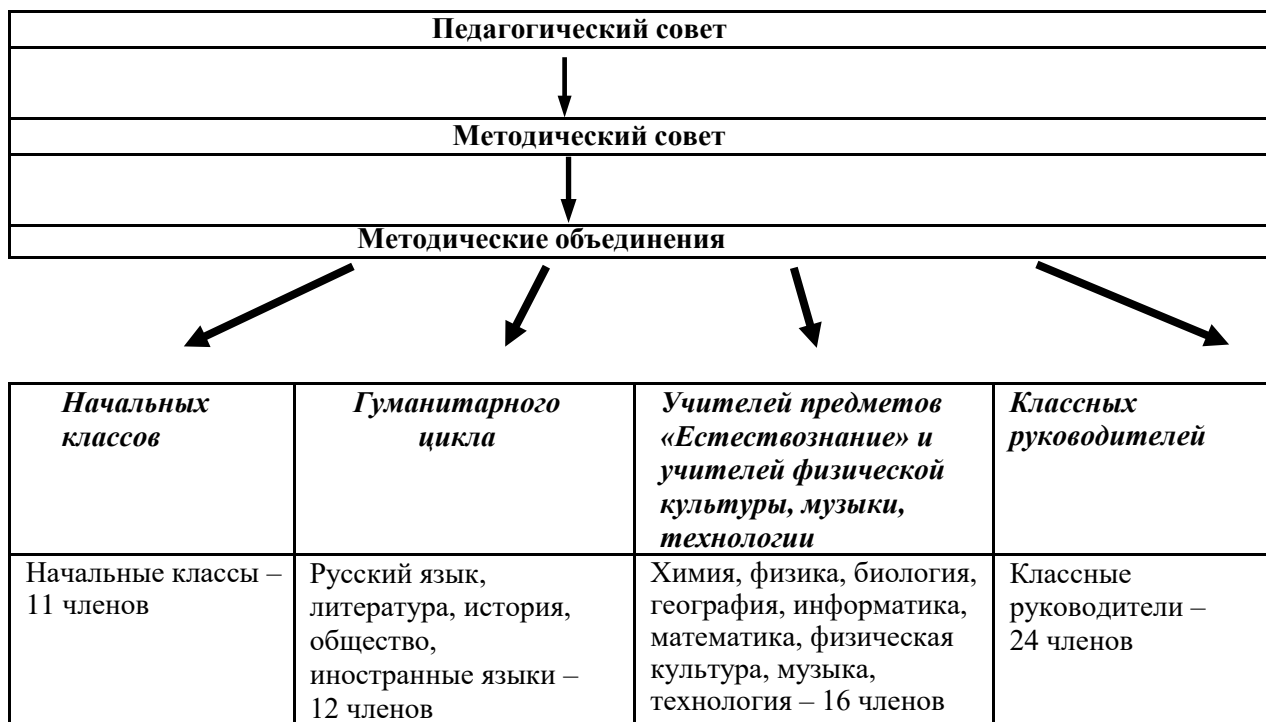 Педагогический совет
Методический совет
Методические объединения
Начальных
классов
Гуманитарного
цикла
Учителей предметов
«Естествознание» и
учителей физической
культуры, музыки,
технологии
Классных
руководителей
Начальные классы –
11 членов
Русский язык,
литература, история,
общество,
иностранные языки –
12 членов
Химия, физика, биология,
география, информатика,
математика, физическая
культура, музыка,
технология – 16 членов
Классные
руководители –
24 членов